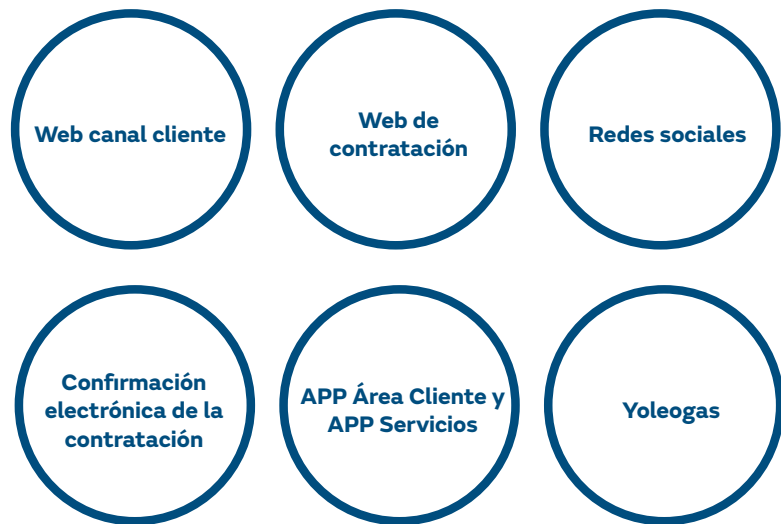 Web canal cliente
Web de
contratación
Redes sociales
Confirmación
electrónica de la
contratación
APP Área Cliente y
APP Servicios
Yoleogas